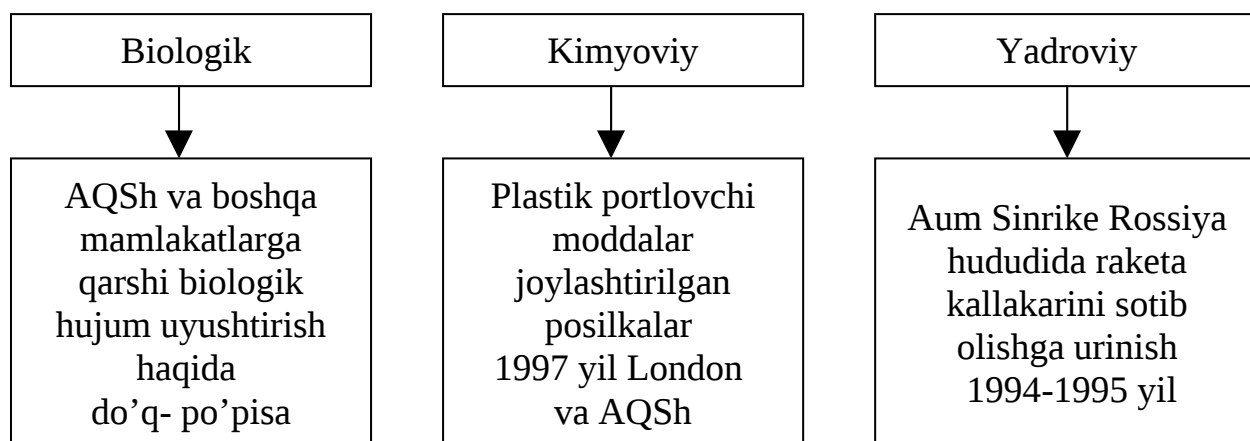 Biologik
Kimyoviy
Yadroviy
AQSh va boshqa
mamlakatlarga
qarshi biologik
hujum uyushtirish
haqida
do’q- po’pisa
Plastik portlovchi
moddalar
joylashtirilgan
posilkalar
1997 yil London
va AQSh
Aum Sinrike Rossiya
hududida raketa
kallakarini sotib
olishga urinish
1994-1995 yil